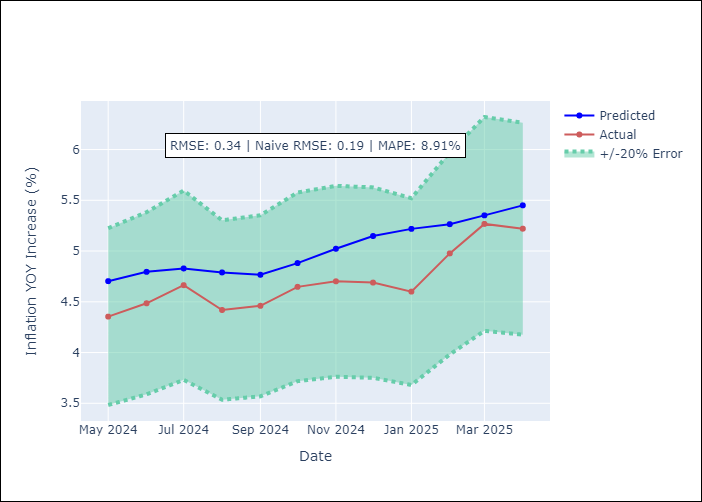 RMSE: 0.34 | Naive RMSE: 0.19 | MAPE: 8.91%
Predicted
Actual
+/-20% Error
Inflation YOY Increase (%)
6
5.5
5
4.5
4
3.5
May 2024
Jul 2024
Sep 2024
Nov 2024
Jan 2025
Mar 2025
Date